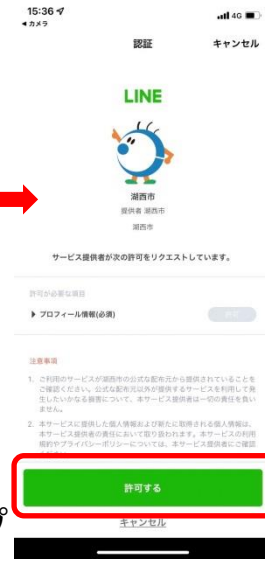 15:36
4G
◀カメラ
認証
キャンセル
LINE
湖西市
提供者 湖西市
湖西市
サービス提供者が次の許可をリクエストしています。
許可が必要な項目
▶ プロフィール情報(必須)
許可
注意事項
1. ご利用のサービスが湖西市の公式な配布元から提供されていることを
ご確認ください。公式な配布元以外が提供するサービスを利用して発
生したいかなる損害について、本サービス提供者は一切の責任を負い
ません。
2. 本サービスに提供した個人情報および新たに取得される個人情報は、
本サービス提供者の責任において取り扱われます。本サービスの利用
規約やプライバシーポリシーについては、本サービス提供者にご確認
許可する
キャンセル
プ